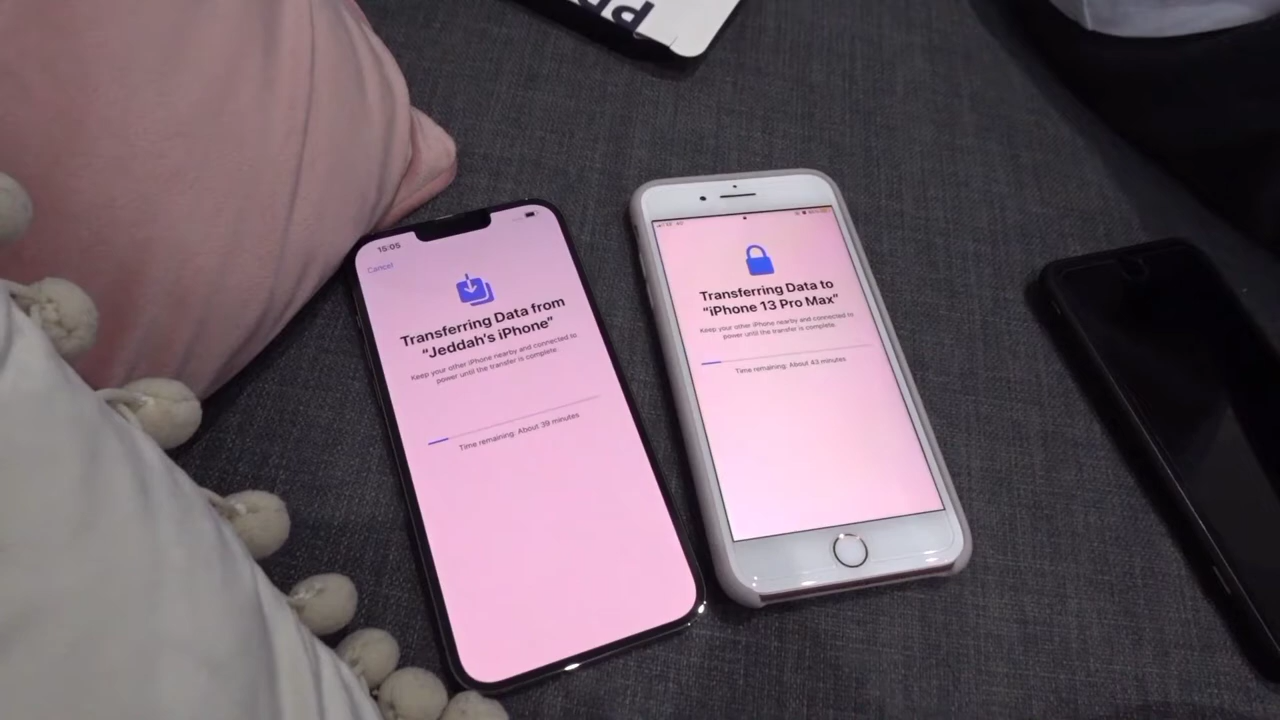 15:05
Cancel
Transferring Data from
“Jeddah's iPhone”
Keep your other iPhone nearby and connected to
power until the transfer is complete.
Time remaining: About 39 minutes
Transferring Data to
“iPhone 13 Pro Max”
Keep your other iPhone nearby and connected to
power until the transfer is complete.
Time remaining: About 43 minutes